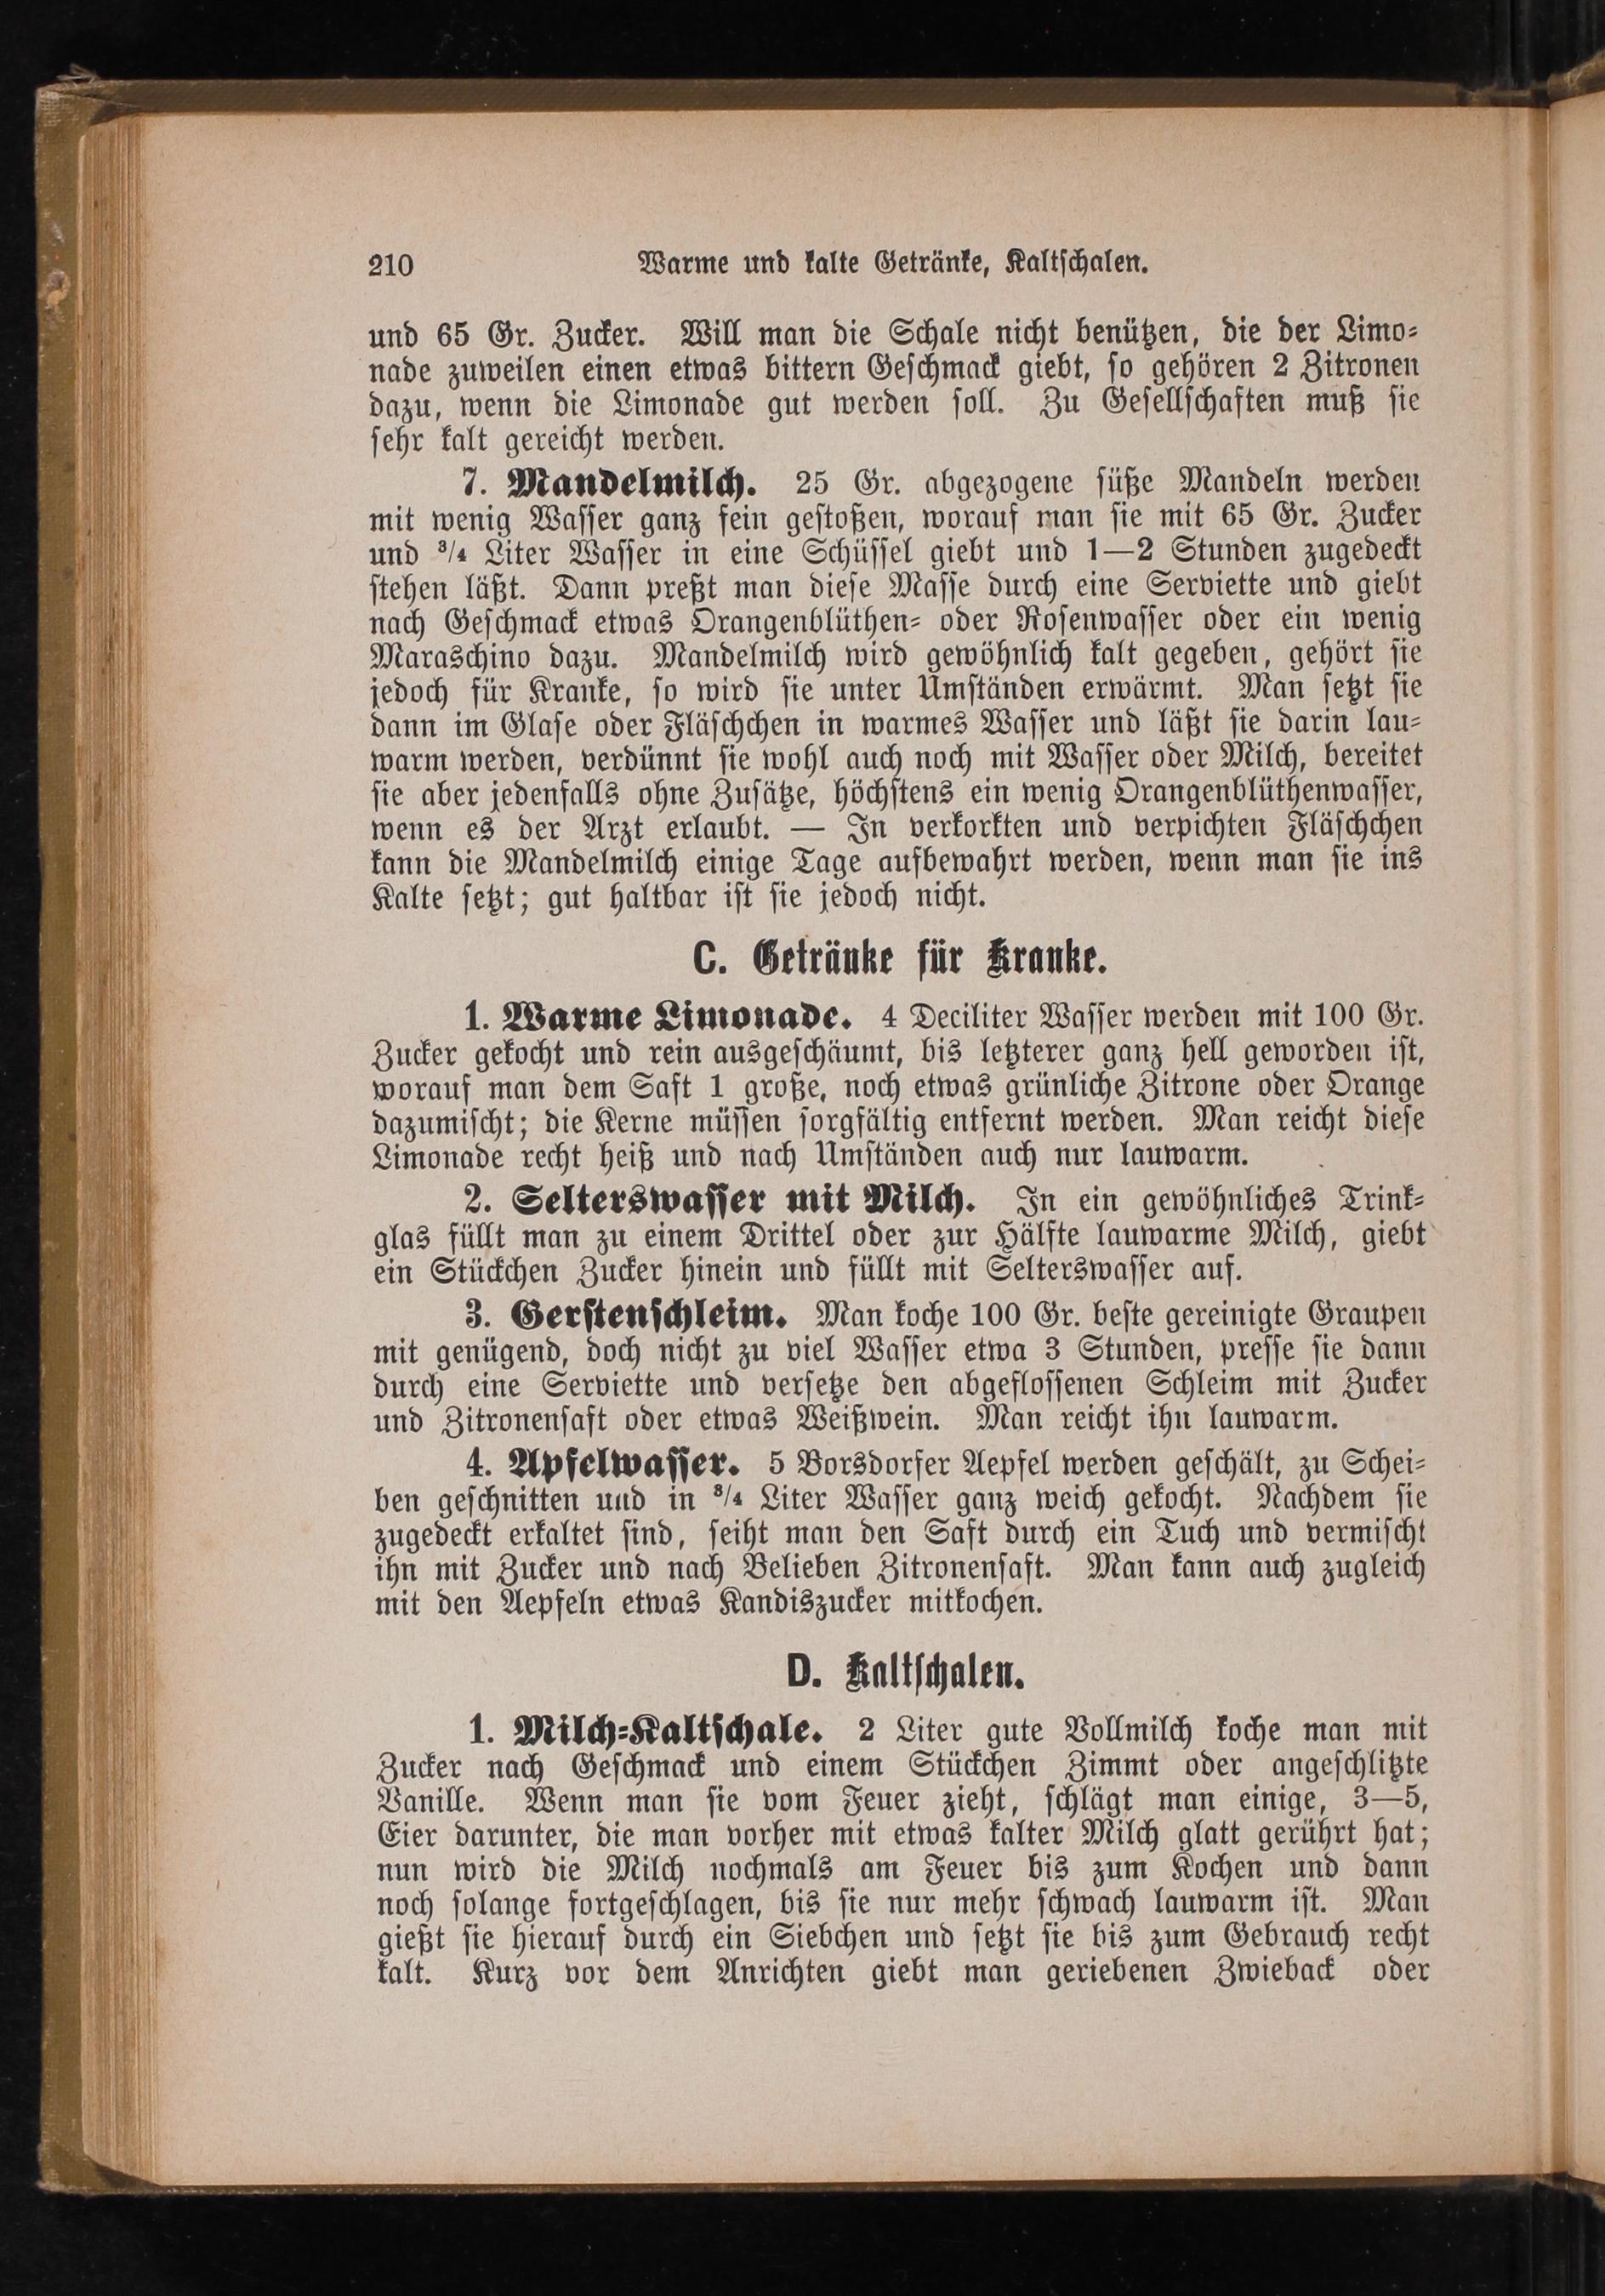 210 Warme und kalte Getränke, Kaltschalen.
und 65 Gr. Zucker. Will man die Schale nicht benützen, die der Limo-
nade zuweilen einen etwas bittern Geschmack giebt, so gehören 2 Zitronen
dazu, wenn die Limonade gut werden soll. Zu Gesellschaften muß sie
sehr kalt gereicht werden.
7. Mandelmilch. 25 Gr. abgezogene süße Mandeln werden
mit wenig Wasser ganz fein gestoßen, worauf man sie mit 65 Gr. Zucker
und 3/4 Liter Wasser in eine Schüssel giebt und 1—2 Stunden zugedeckt
stehen läßt. Dann preßt man diese Masse durch eine Serviette und giebt
nach Geschmack etwas Orangenblüthen- oder Rosenwasser oder ein wenig
Maraschino dazu. Mandelmilch wird gewöhnlich kalt gegeben, gehört sie
jedoch für Kranke, so wird sie unter Umständen erwärmt. Man setzt sie
dann im Glase oder Fläschchen in warmes Wasser und läßt sie darin lau-
warm werden, verdünnt sie wohl auch noch mit Wasser oder Milch, bereitet
sie aber jedenfalls ohne Zusätze, höchstens ein wenig Orangenblüthenwasser,
wenn es der Arzt erlaubt. — In verkorkten und verpichten Fläschchen
kann die Mandelmilch einige Tage aufbewahrt werden, wenn man sie ins
Kalte setzt; gut haltbar ist sie jedoch nicht.
C. Getränke für Kranke.
1. Warme Limonade. 4 Deciliter Wasser werden mit 100 Gr.
Zucker gekocht und rein ausgeschäumt, bis letzterer ganz hell geworden ist,
worauf man dem Saft 1 große, noch etwas grünliche Zitrone oder Orange
dazumischt; die Kerne müssen sorgfältig entfernt werden. Man reicht diese
Limonade recht heiß und nach Umständen auch nur lauwarm.
2. Selterswasser mit Milch. In ein gewöhnliches Trink-
glas füllt man zu einem Drittel oder zur Hälfte lauwarme Milch, giebt
ein Stückchen Zucker hinein und füllt mit Selterswasser auf.
3. Gerstenschleim. Man koche 100 Gr. beste gereinigte Graupen
mit genügend, doch nicht zu viel Wasser etwa 3 Stunden, presse sie dann
durch eine Serviette und versetze den abgeflossenen Schleim mit Zucker
und Zitronensaft oder etwas Weißwein. Man reicht ihn lauwarm.
4. Apfelwasser. 5 Borsdorfer Aepfel werden geschält, zu Schei-
ben geschnitten und in 3/4 Liter Wasser ganz weich gekocht. Nachdem sie
zugedeckt erkaltet sind, seiht man den Saft durch ein Tuch und vermischt
ihn mit Zucker und nach Belieben Zitronensaft. Man kann auch zugleich
mit den Aepfeln etwas Kandiszucker mitkochen.
D. Kaltschalen.
1. Milch-Kaltschale. 2 Liter gute Vollmilch koche man mit
Zucker nach Geschmack und einem Stückchen Zimmt oder angeschlitzte
Vanille. Wenn man sie vom Feuer zieht, schlägt man einige, 3—5,
Eier darunter, die man vorher mit etwas kalter Milch glatt gerührt hat;
nun wird die Milch nochmals am Feuer bis zum Kochen und dann
noch solange fortgeschlagen, bis sie nur mehr schwach lauwarm ist. Man
gießt sie hierauf durch ein Siebchen und setzt sie bis zum Gebrauch recht
kalt. Kurz vor dem Anrichten giebt man geriebenen Zwieback oder